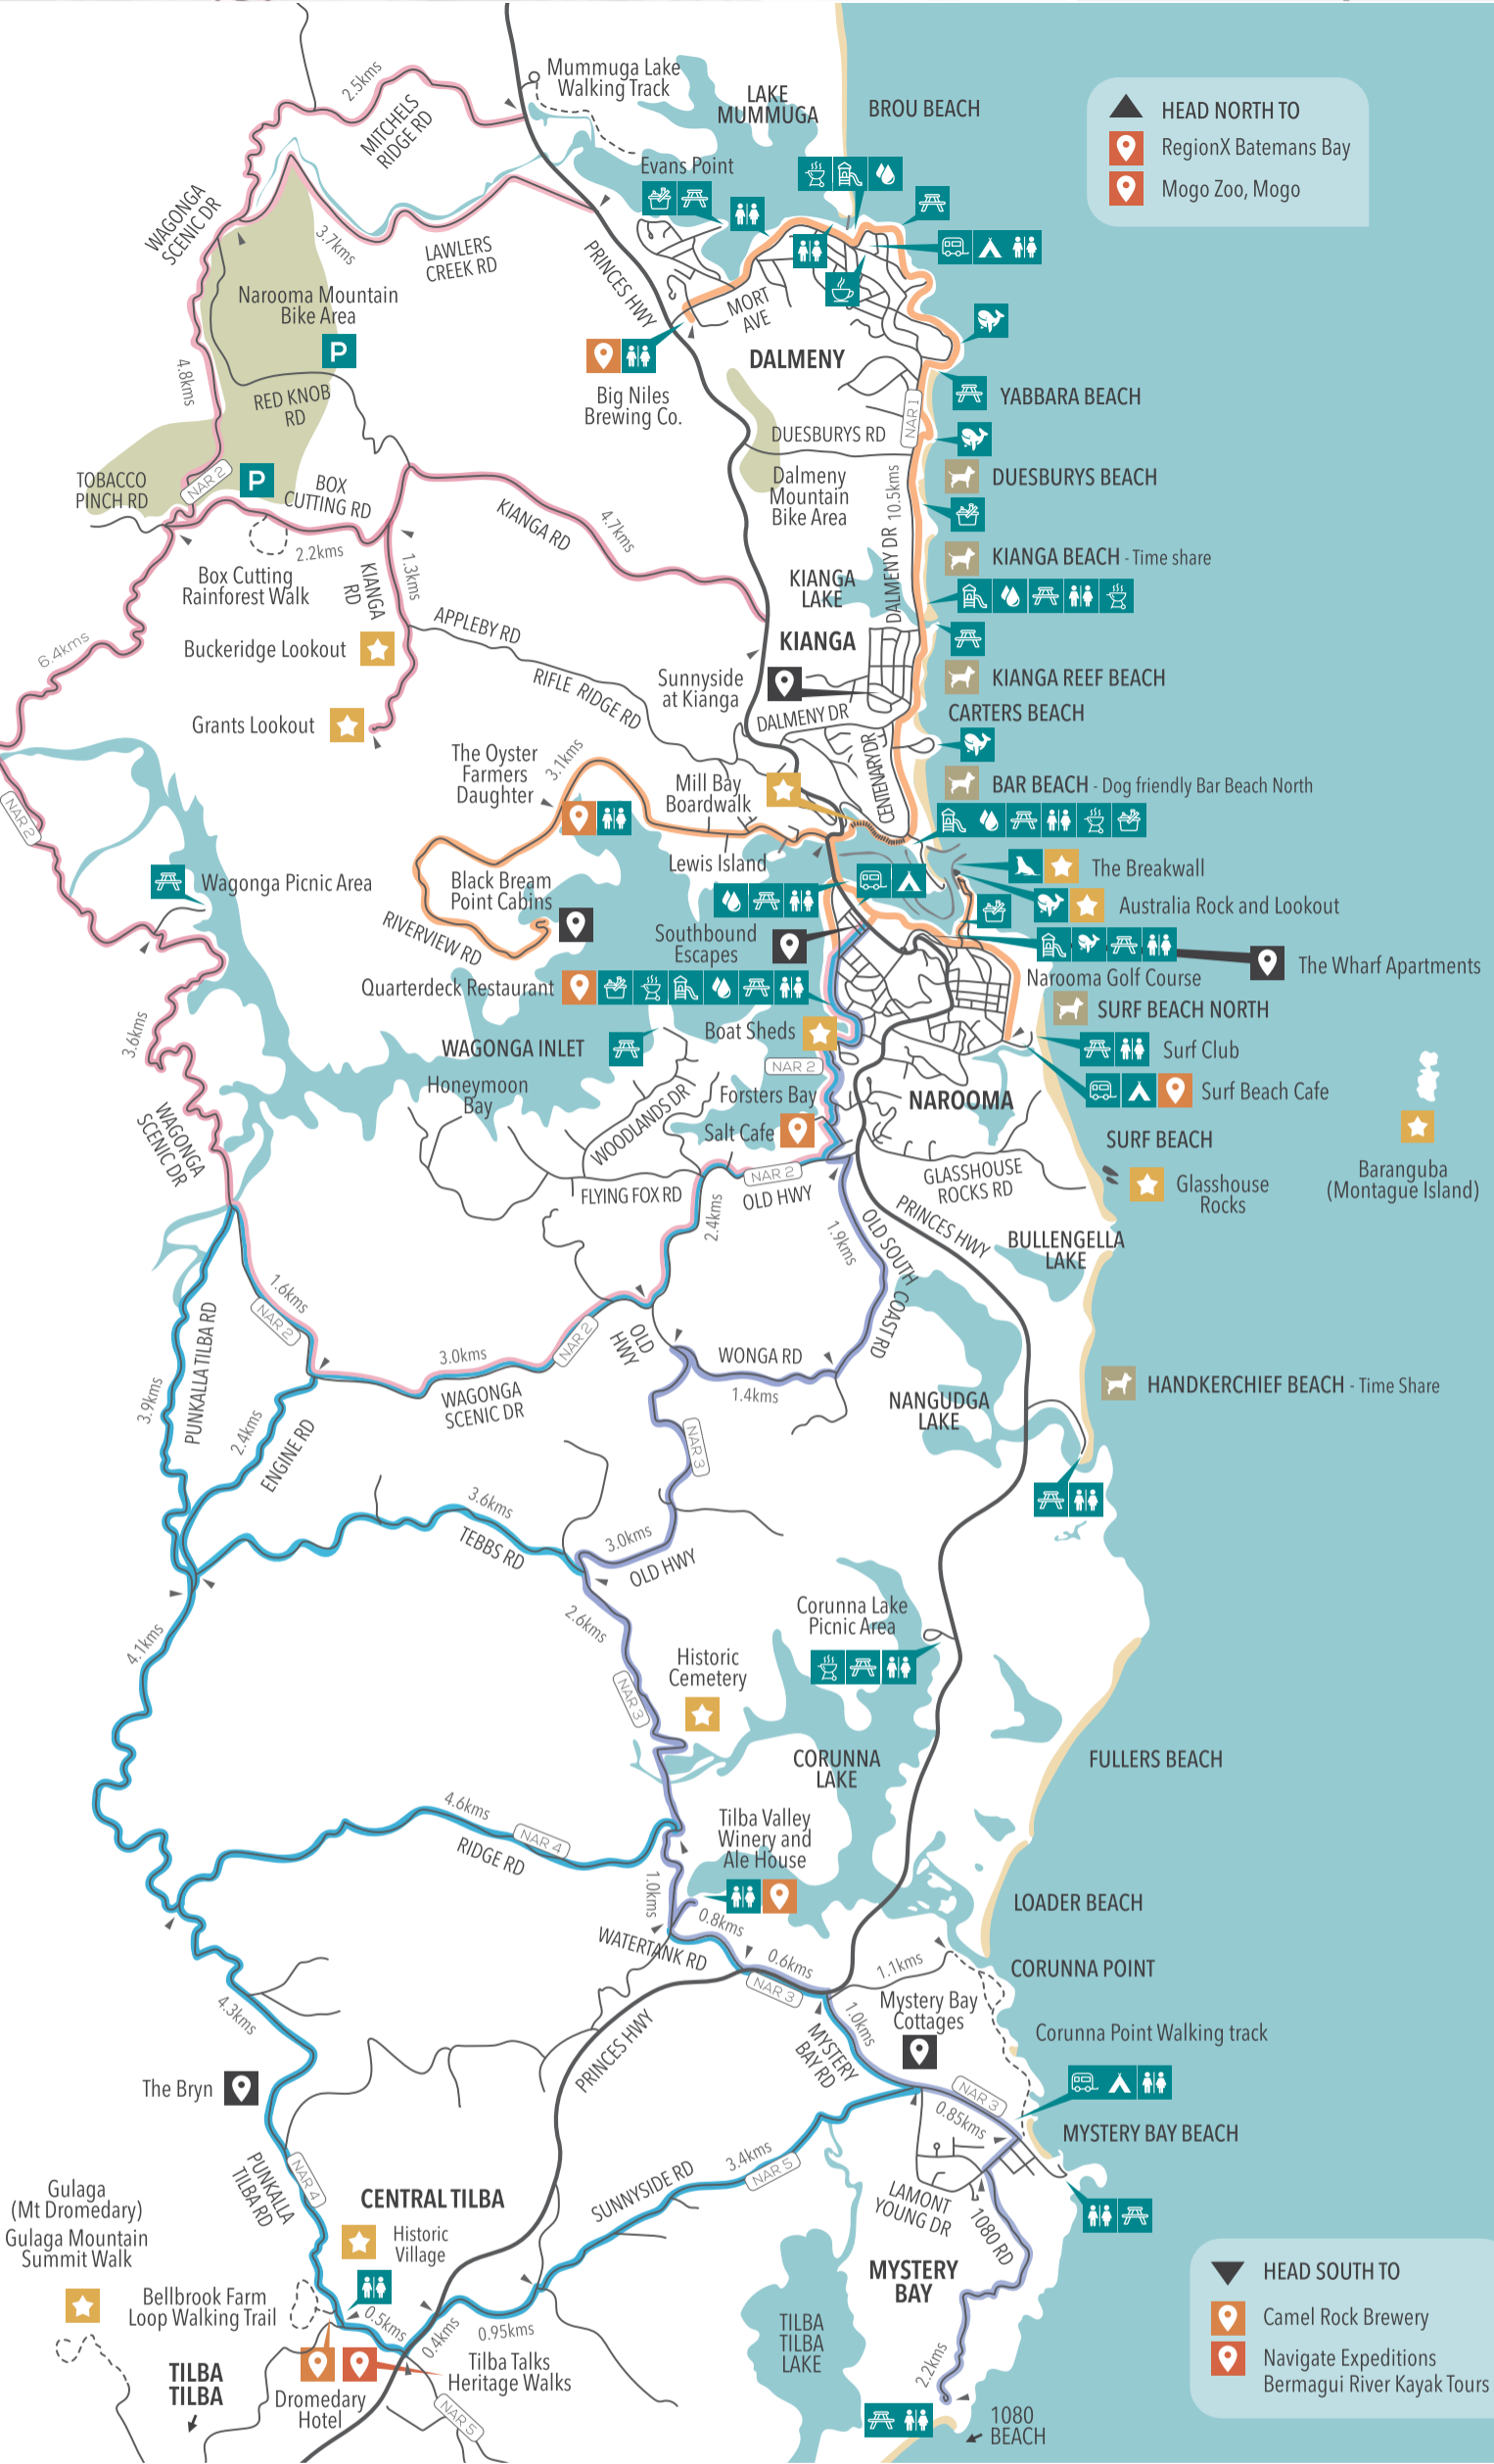 2.5kms
MITCHELS
RIDGE RD
Mummuga Lake
Walking Track
LAKE
MUMMUGA
BROU BEACH
HEAD NORTH TO
RegionX Batemans Bay
Mogo Zoo, Mogo
Evans Point
WAGONGA
SCENIC DR
3.7kms
LAWLERS
CREEK RD
PRINCES HWY
Narooma Mountain
Bike Area
P
MORT
AVE
DALMENY
4.8kms
RED KNOB
RD
Big Niles
Brewing Co.
YABBARA BEACH
NAR 1
DUESBURYS RD
TOBACCO
PINCH RD
NAR 2
P
BOX
CUTTING RD
Dalmeny
Mountain
Bike Area
10.5kms
DALMENY DR
DUESBURYS BEACH
KIANGA RD
4.7kms
2.2kms
1.3kms
KIANGA
RD
KIANGA BEACH - Time share
Box Cutting
Rainforest Walk
KIANGA
LAKE
6.4kms
Buckeridge Lookout
APPLEBY RD
KIANGA
Grants Lookout
RIFLE RIDGE RD
Sunnyside
at Kianga
KIANGA REEF BEACH
DALMENY DR
CARTERS BEACH
CENTENARY DR
The Oyster
Farmers
Daughter
3.1kms
Mill Bay
Boardwalk
BAR BEACH - Dog friendly Bar Beach North
NAR 2
Lewis Island
The Breakwall
Wagonga Picnic Area
Black Bream
Point Cabins
Australia Rock and Lookout
RIVERVIEW RD
Southbound
Escapes
The Wharf Apartments
Narooma Golf Course
Quarterdeck Restaurant
SURF BEACH NORTH
3.6kms
Boat Sheds
WAGONGA INLET
Surf Club
NAR 2
Honeymoon
Bay
Forsters Bay
NAROOMA
Surf Beach Cafe
WAGONGA
SCENIC DR
WOODLANDS DR
Salt Cafe
SURF BEACH
Baranguba
(Montague Island)
FLYING FOX RD
NAR 2
OLD HWY
GLASSHOUSE
ROCKS RD
Glasshouse
Rocks
2.4kms
1.9kms
OLD SOUTH COAST RD
PRINCES HWY
BULLENGELLA
LAKE
1.6kms
NAR 2
PUNKALLA TILBA RD
3.9kms
3.0kms
NAR 2
OLD
HWY
WONGA RD
1.4kms
WAGONGA
SCENIC DR
NANGUDGA
LAKE
HANDKERCHIEF BEACH - Time Share
2.4kms
ENGINE RD
NAR 3
3.6kms
TEBBS RD
3.0kms
OLD HWY
4.1kms
2.6kms
Corunna Lake
Picnic Area
Historic
Cemetery
NAR 3
CORUNNA
LAKE
FULLERS BEACH
4.6kms
NAR 4
RIDGE RD
Tilba Valley
Winery and
Ale House
1.0kms
0.8kms
LOADER BEACH
WATERTANK RD
0.6kms
NAR 3
1.1kms
CORUNNA POINT
4.3kms
Mystery Bay
Cottages
1.0kms
MYSTERY
BAY RD
Corunna Point Walking track
PRINCES HWY
The Bryn
NAR 3
0.85kms
MYSTERY BAY BEACH
PUNKALLA
TILBA RD
NAR 4
3.4kms
NAR 5
SUNNYSIDE RD
LAMONT
YOUNG DR
1080 RD
Gulaga
(Mt Dromedary)
Gulaga Mountain
Summit Walk
CENTRAL TILBA
Historic
Village
MYSTERY
BAY
HEAD SOUTH TO
Camel Rock Brewery
Navigate Expeditions
Bermagui River Kayak Tours
Bellbrook Farm
Loop Walking Trail
0.5kms
0.4kms
0.95kms
TILBA
TILBA
LAKE
TILBA
TILBA
Dromedary
Hotel
Tilba Talks
Heritage Walks
NAR 5
2.2kms
1080
BEACH